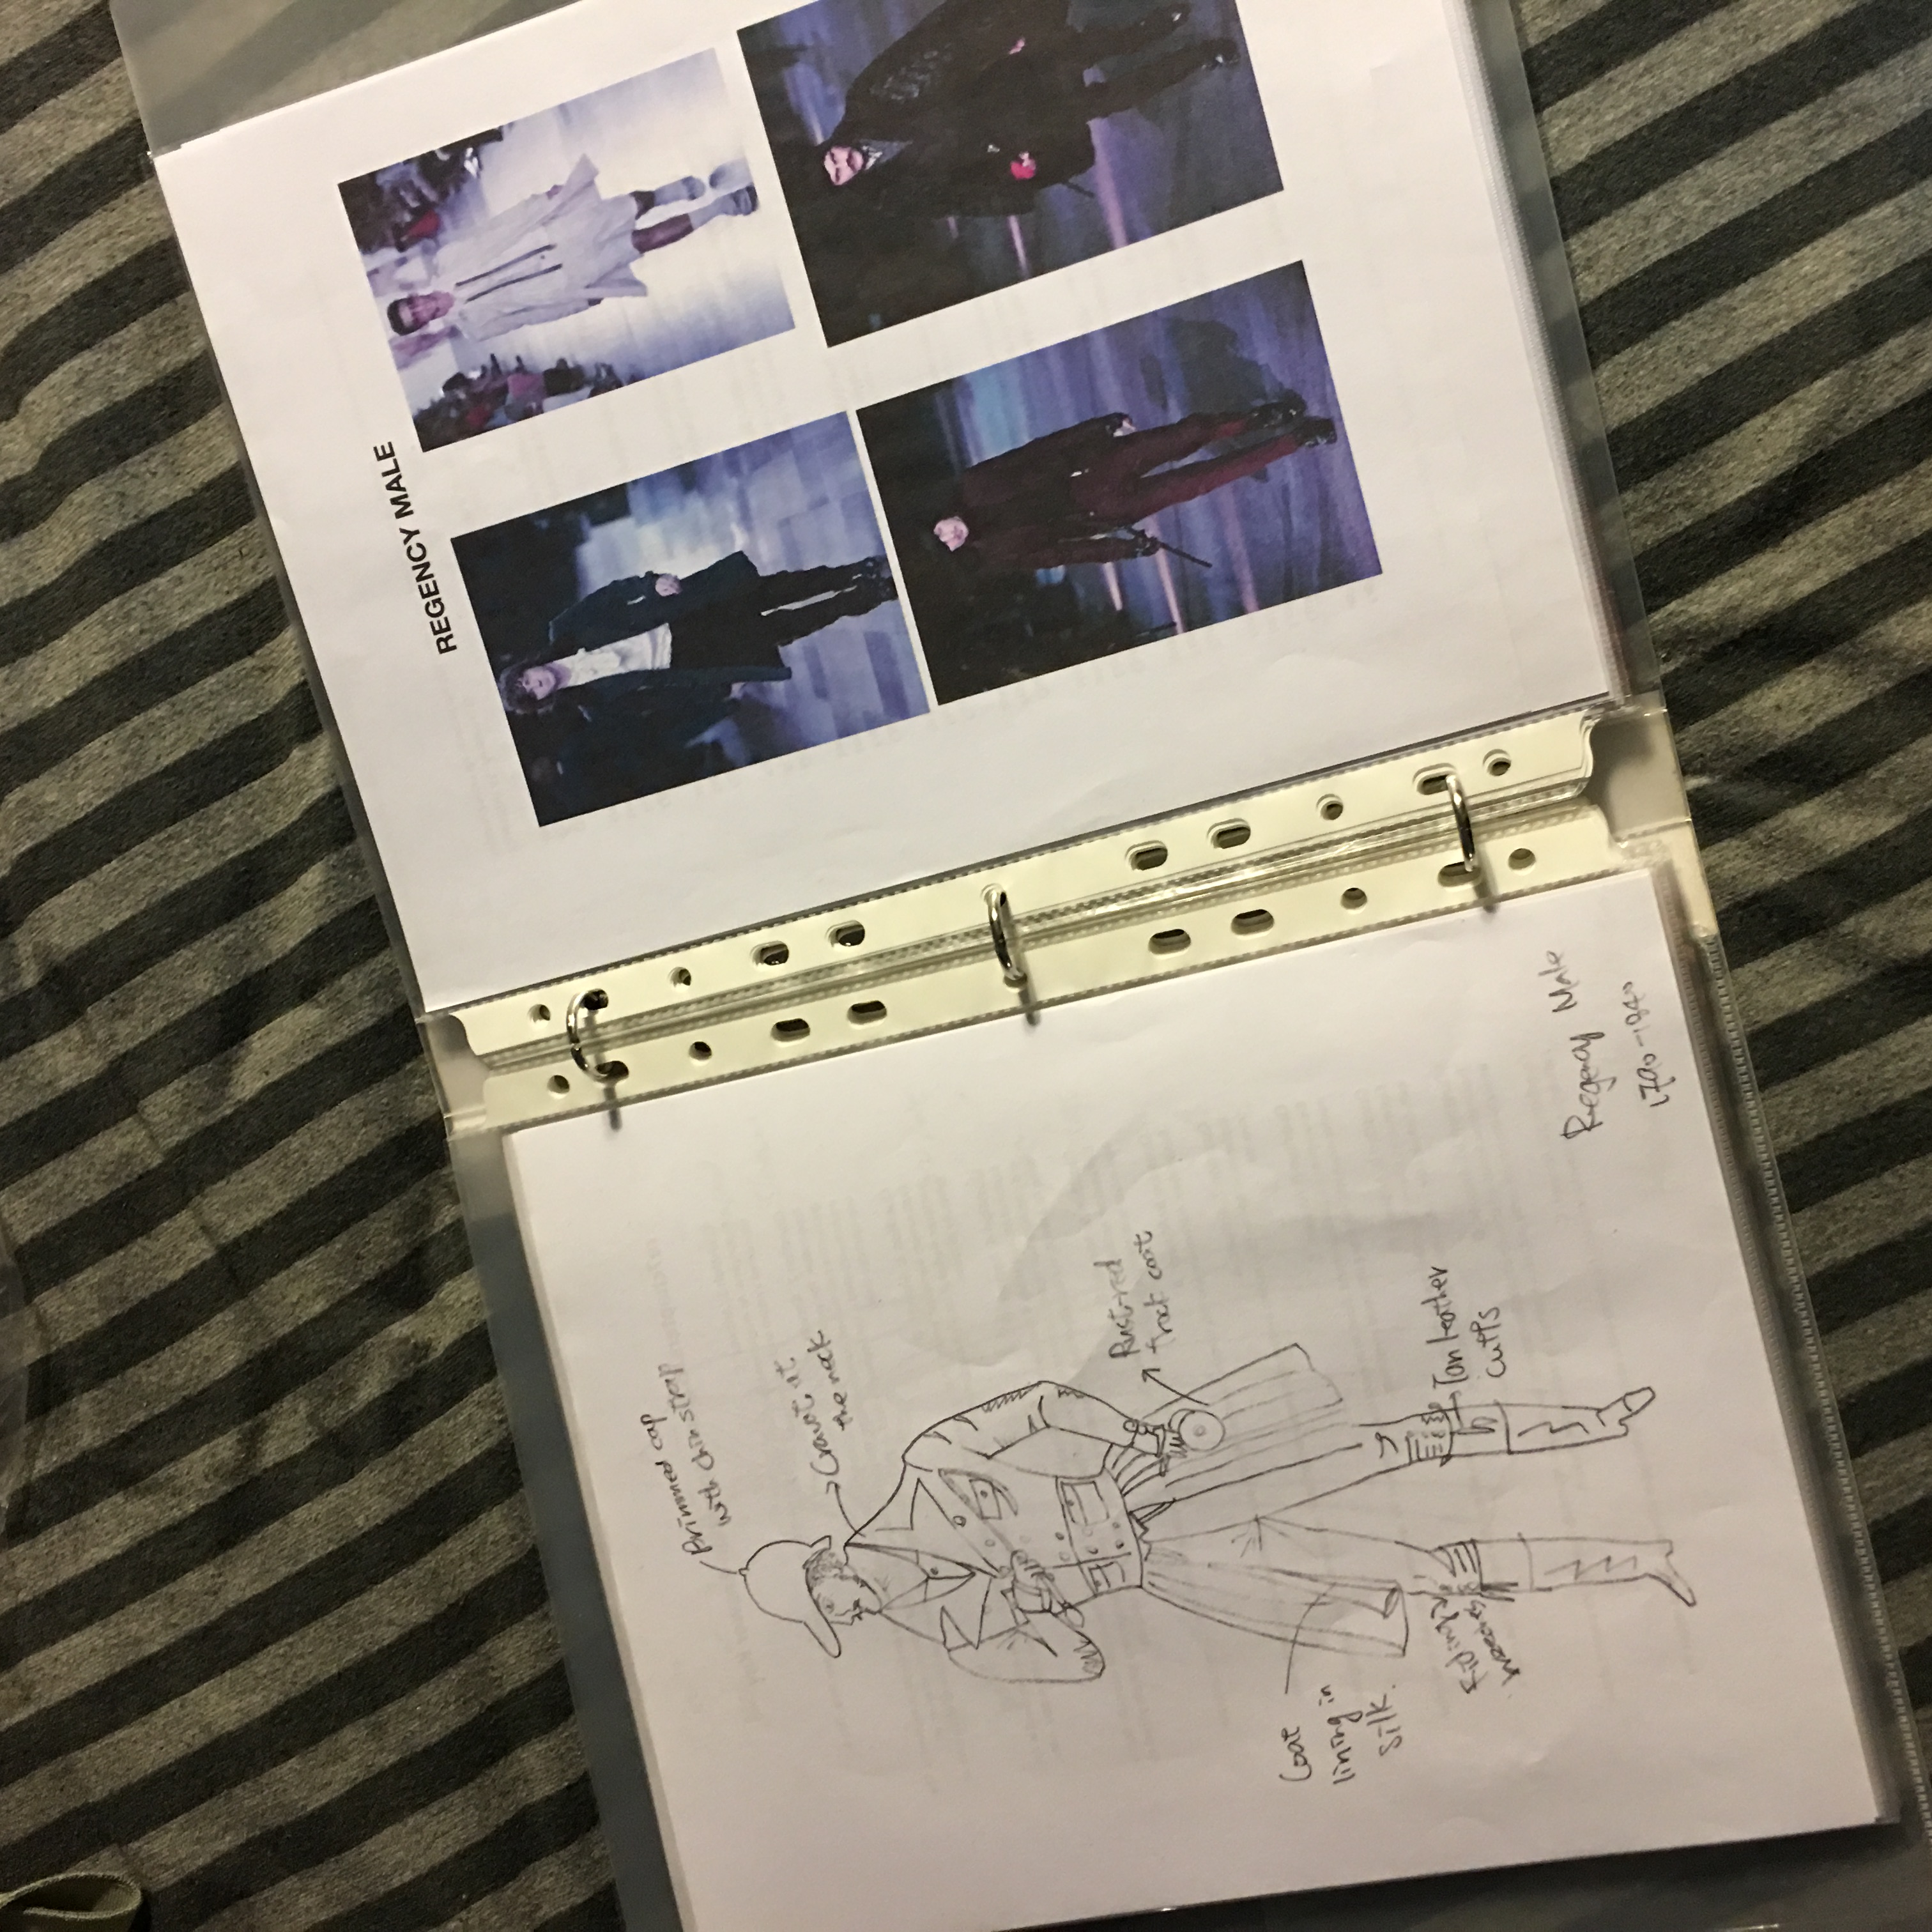 Brimmed cap
with chin strap
Cravat at
the neck
Rust-red
frock coat
Coat
lining in
silk.
Riding
breeches
Tan leather
cuffs
Regency Male
1790-1840
REGENCY MALE